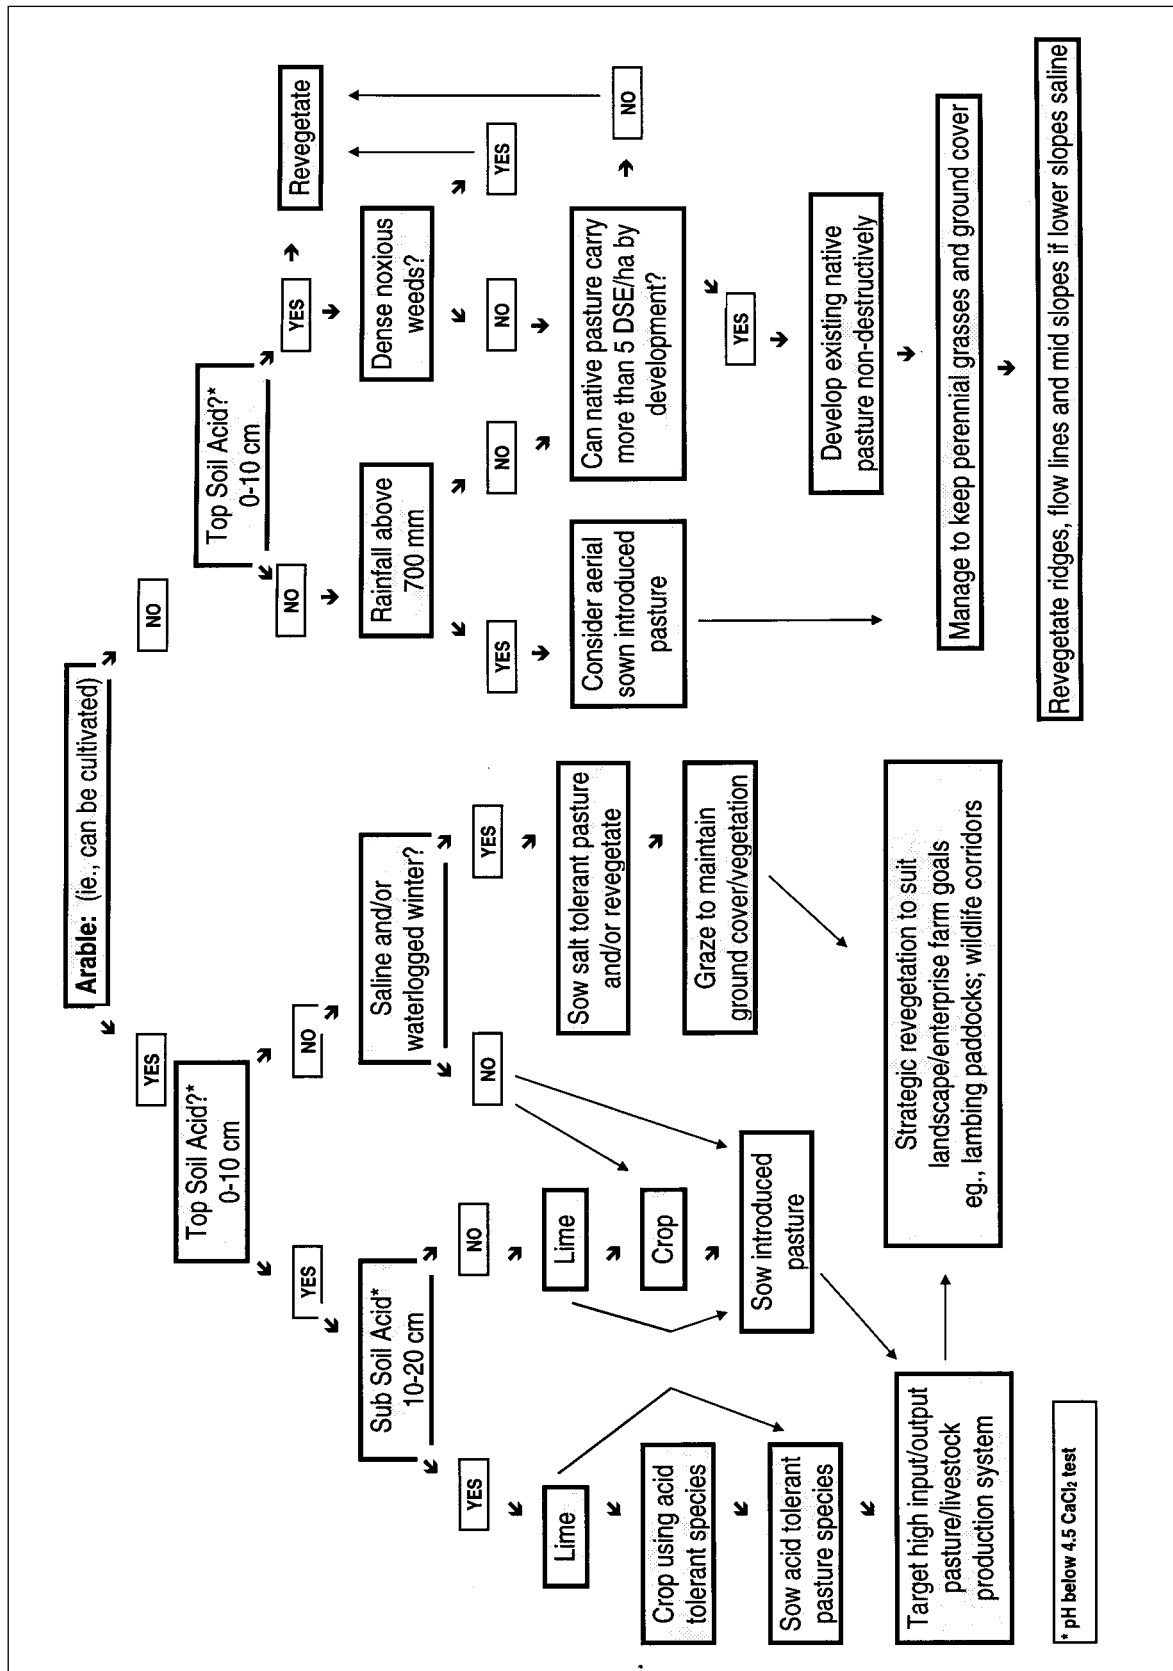 Arable: (ie., can be cultivated)
YES
NO
Top Soil Acid?*
0-10 cm
Top Soil Acid?*
0-10 cm
YES
NO
NO
YES
Revegetate
Sub Soil Acid*
10-20 cm
Saline and/or
waterlogged winter?
Rainfall above
700 mm
Dense noxious
weeds?
YES
NO
NO
YES
YES
NO
NO
YES
Lime
Lime
Sow salt tolerant pasture
and/or revegetate
Consider aerial
sown introduced
pasture
Can native pasture carry
more than 5 DSE/ha by
development?
NO
Crop using acid
tolerant species
Crop
Graze to maintain
ground cover/vegetation
YES
Sow acid tolerant
pasture species
Sow introduced
pasture
Develop existing native
pasture non-destructively
Target high input/output
pasture/livestock
production system
Strategic revegetation to suit
landscape/enterprise farm goals
eg., lambing paddocks; wildlife corridors
Manage to keep perennial grasses and ground cover
Revegetate ridges, flow lines and mid slopes if lower slopes saline
* pH below 4.5 CaCl₂ test